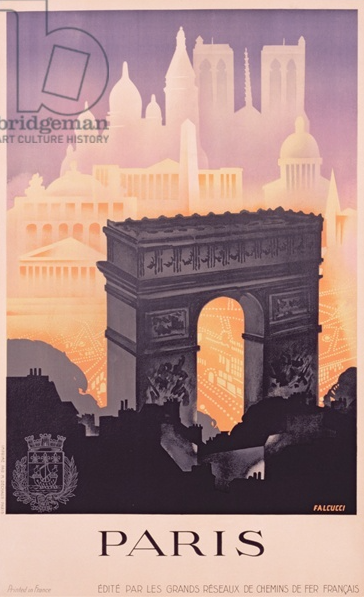 bridgeman
ART CULTURE HISTORY
FALCUCCI
PARIS
Printed in France
ÉDITÉ PAR LES GRANDS RÉSEAUX DE CHEMINS DE FER FRANÇAIS